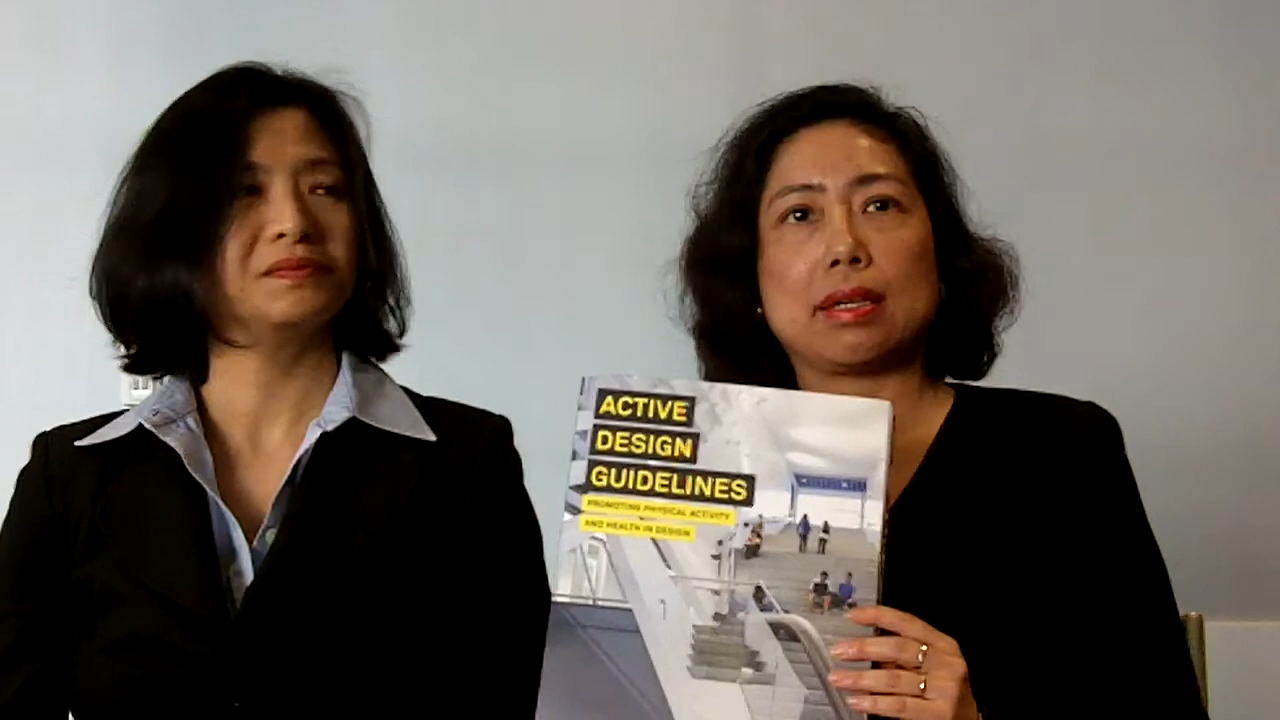 ACTIVE
DESIGN
GUIDELINES
PROMOTING PHYSICAL ACTIVITY
AND HEALTH IN DESIGN